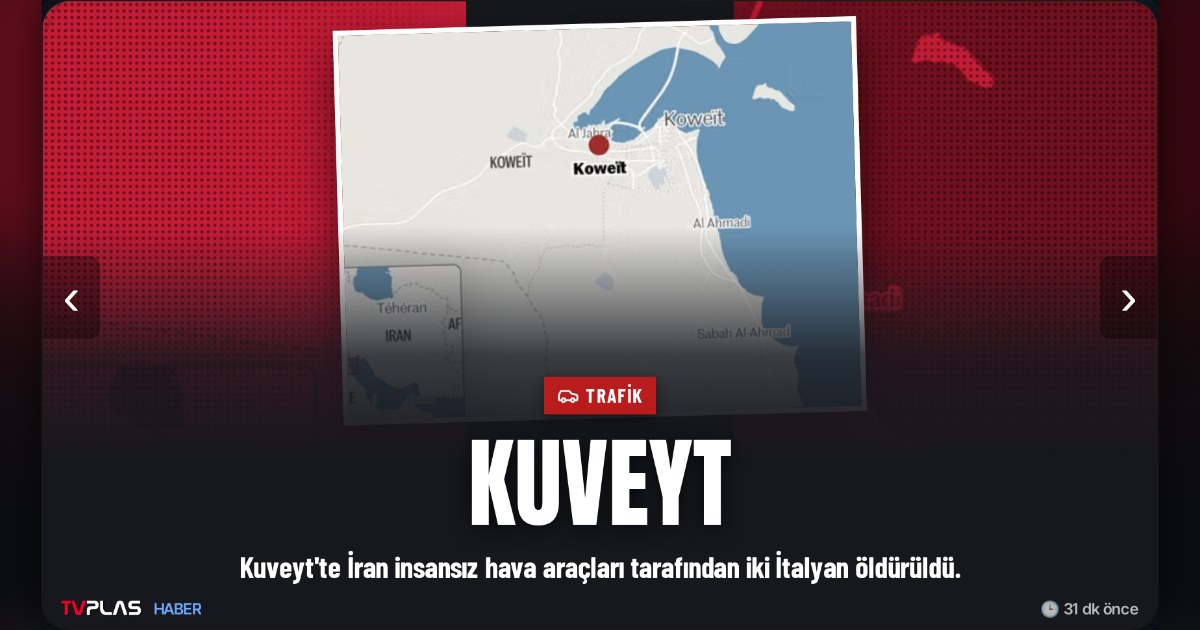 Koweït
Al Jahra
KOWEÏT
Koweït
Al Ahmadi
Téhéran
IRAN
AF
Sabah Al-Ahmad
E
TRAFİK
KUVEYT
Kuveyt'te İran insansız hava araçları tarafından iki İtalyan öldürüldü.
TVPLAS HABER
31 dk önce